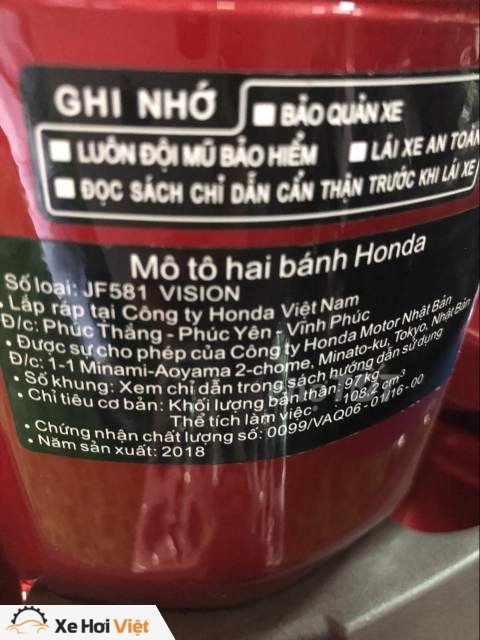 GHI NHỚ
■ BẢO QUẢN XE
■ LUÔN ĐỘI MŨ BẢO HIỂM ■ LÁI XE AN TOÀN
■ ĐỌC SÁCH CHỈ DẪN CẨN THẬN TRƯỚC KHI LÁI XE
Mô tô hai bánh Honda
Số loại: JF581 VISION
• Lắp ráp tại Công ty Honda Việt Nam
Đ/c: Phúc Thắng - Phúc Yên - Vĩnh Phúc
• Được sự cho phép của Công ty Honda Motor Nhật Bản
Đ/c: 1-1 Minami-Aoyama 2-chome, Minato-ku, Tokyo, Nhật Bản
• Số khung: Xem chỉ dẫn trong sách hướng dẫn sử dụng
• Chỉ tiêu cơ bản: Khối lượng bản thân: 97 kg
Thể tích làm việc : 108,2 cm³
• Chứng nhận chất lượng số: 0099/VAQ06-01/16-00
• Năm sản xuất: 2018
Xe Hơi Việt